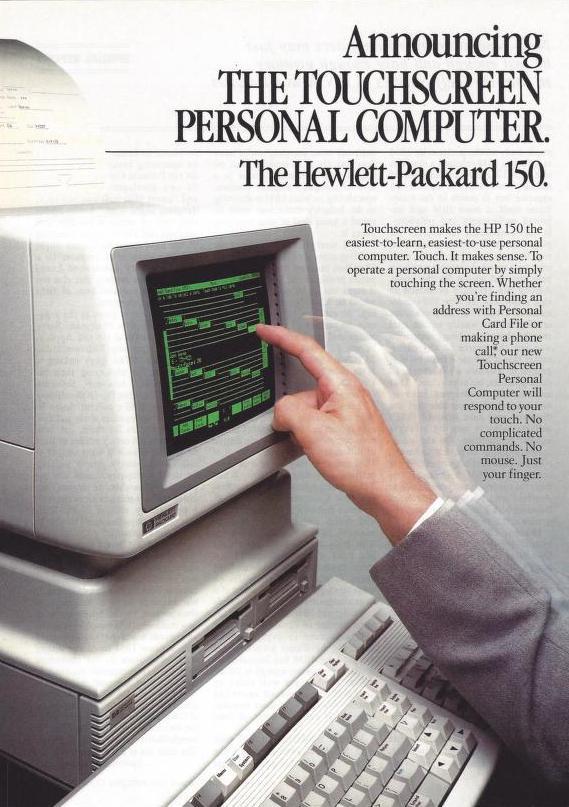 Announcing
THE TOUCHSCREEN
PERSONAL COMPUTER.
The Hewlett-Packard 150.
Touchscreen makes the HP 150 the
easiest-to-learn, easiest-to-use personal
computer. Touch. It makes sense. To
operate a personal computer by simply
touching the screen. Whether
you're finding an
address with Personal
Card File or
making a phone
call,* our new
Touchscreen
Personal
Computer will
respond to your
touch. No
complicated
commands. No
mouse. Just
your finger.
Menu
User
System